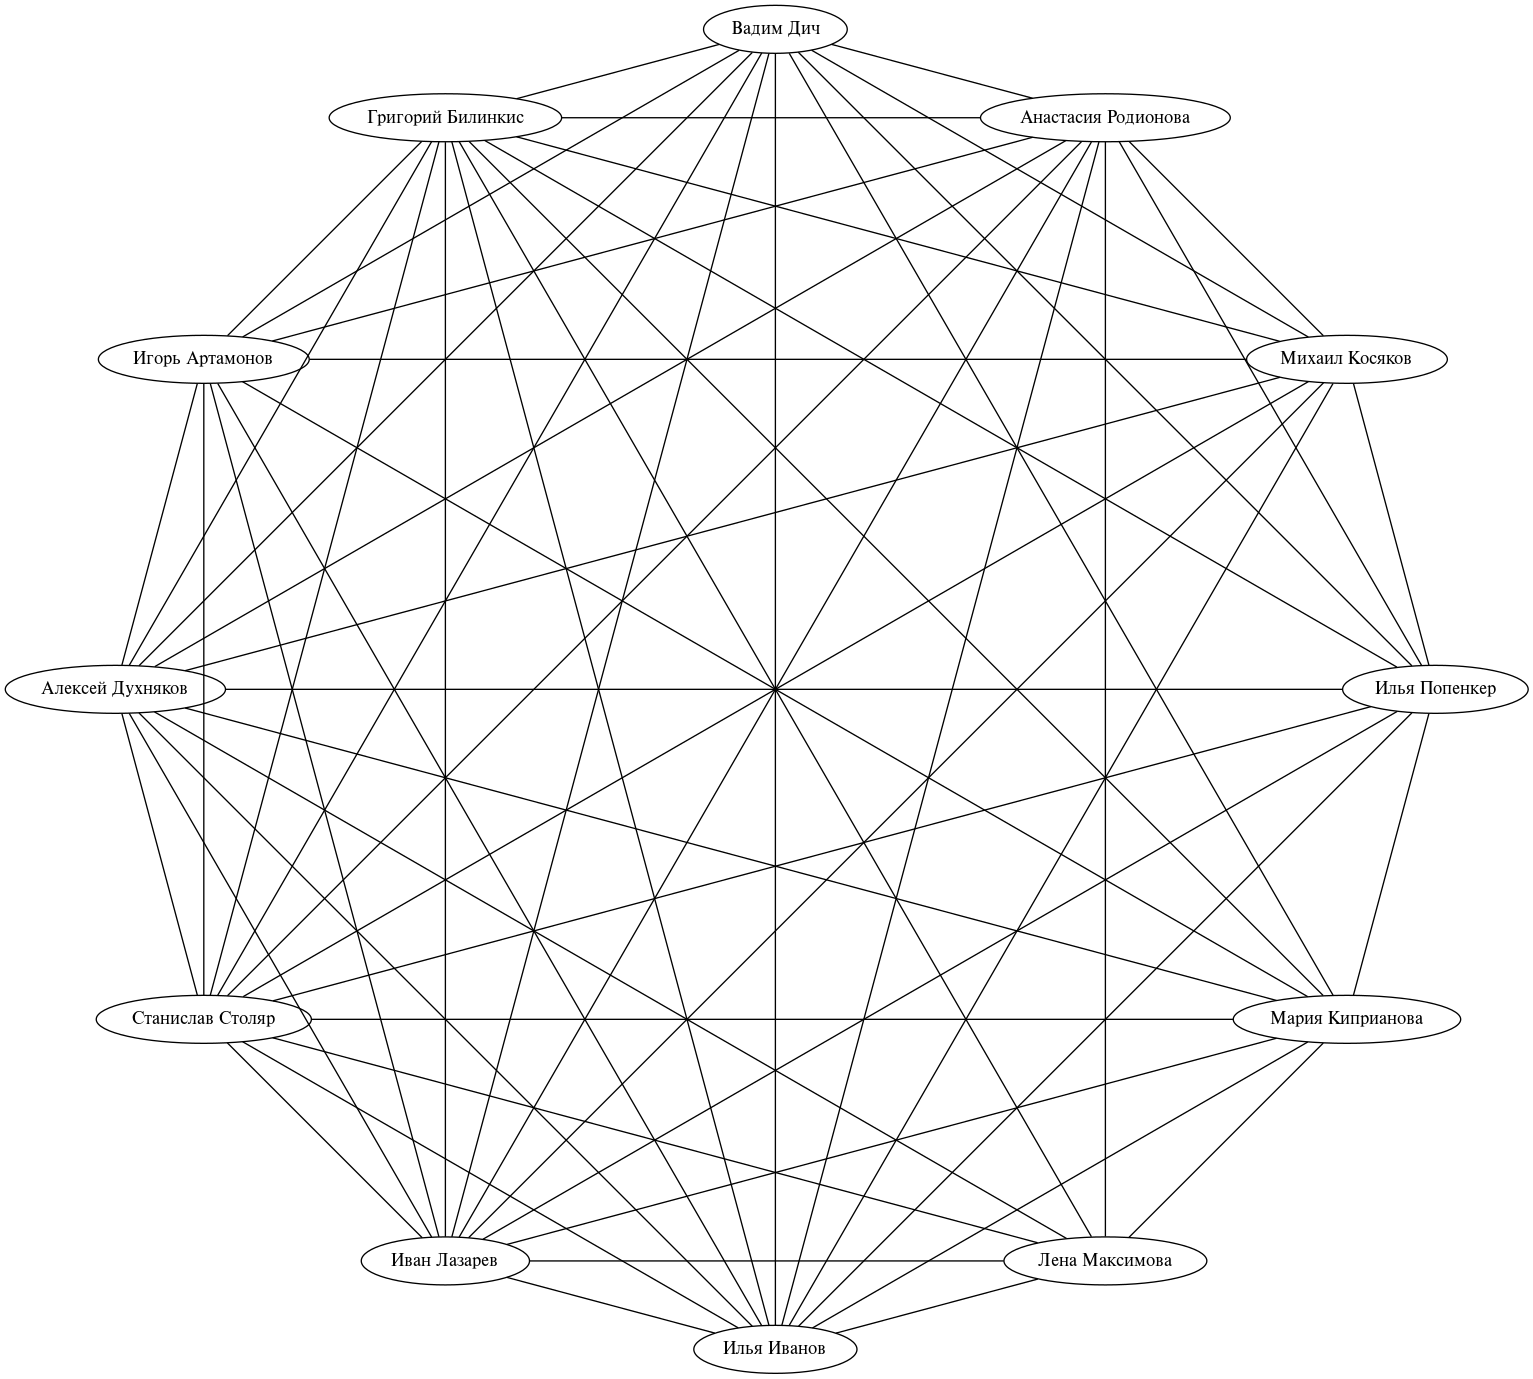 Вадим Дич
Григорий Билинкис
Анастасия Родионова
Игорь Артамонов
Михаил Косяков
Алексей Духняков
Илья Попенкер
Станислав Столяр
Мария Киприанова
Иван Лазарев
Лена Максимова
Илья Иванов